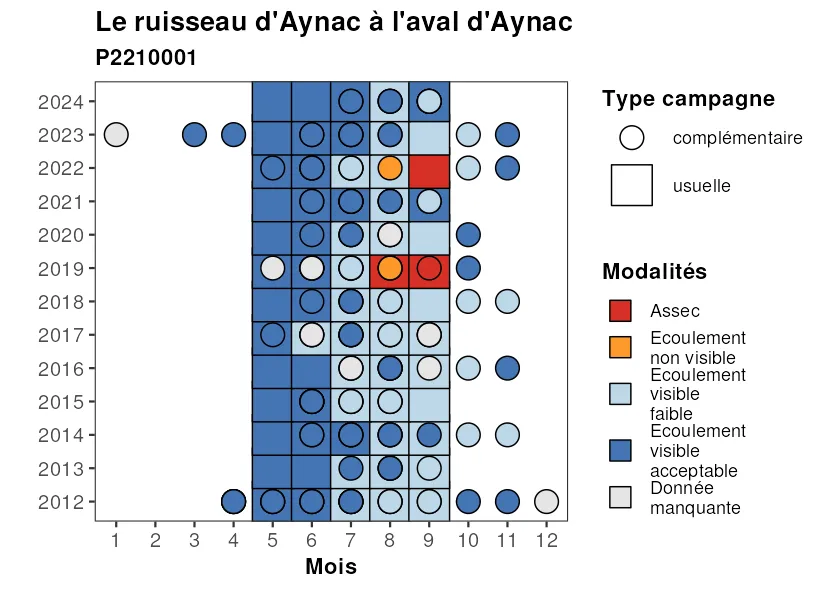 Le ruisseau d'Aynac à l'aval d'Aynac
P2210001
2024
2023
2022
2021
2020
2019
2018
2017
2016
2015
2014
2013
2012
1 2 3 4 5 6 7 8 9 10 11 12
Mois
Type campagne
complémentaire
usuelle
Modalités
Assec
Ecoulement
non visible
Ecoulement
visible
faible
Ecoulement
visible
acceptable
Donnée
manquante